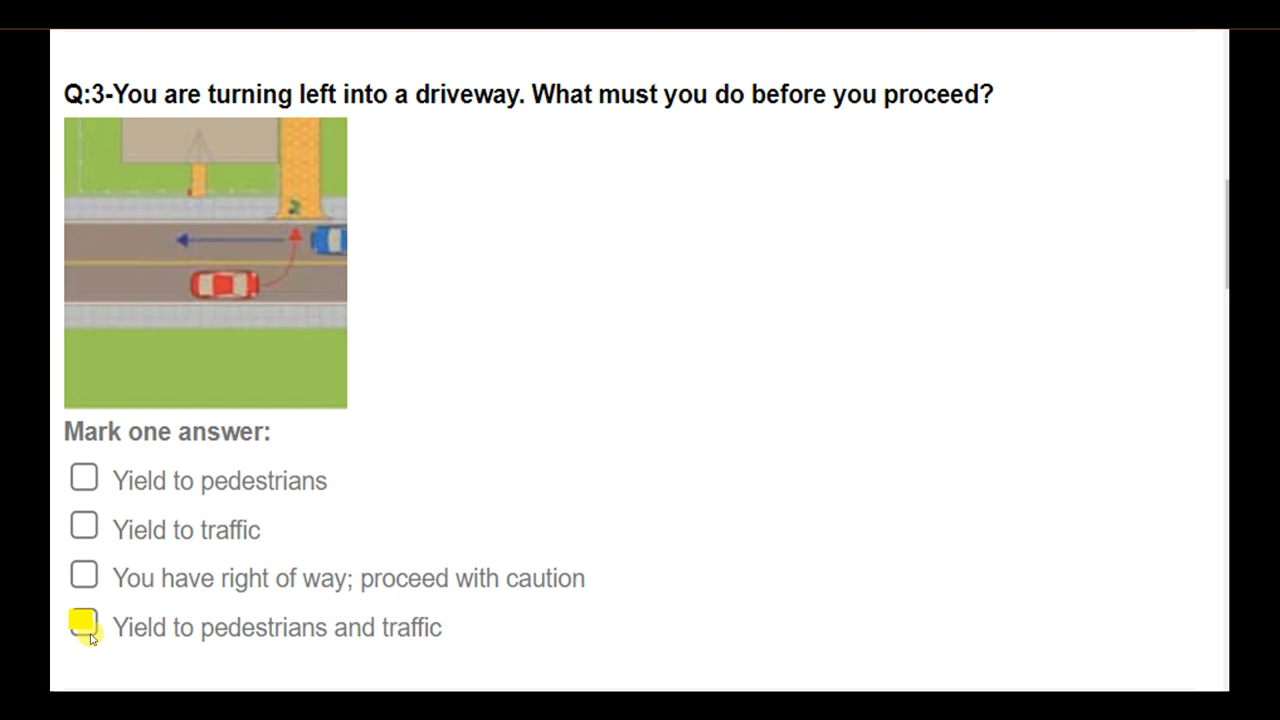 Q:3-You are turning left into a driveway. What must you do before you proceed?
Mark one answer:
Yield to pedestrians
Yield to traffic
You have right of way; proceed with caution
Yield to pedestrians and traffic